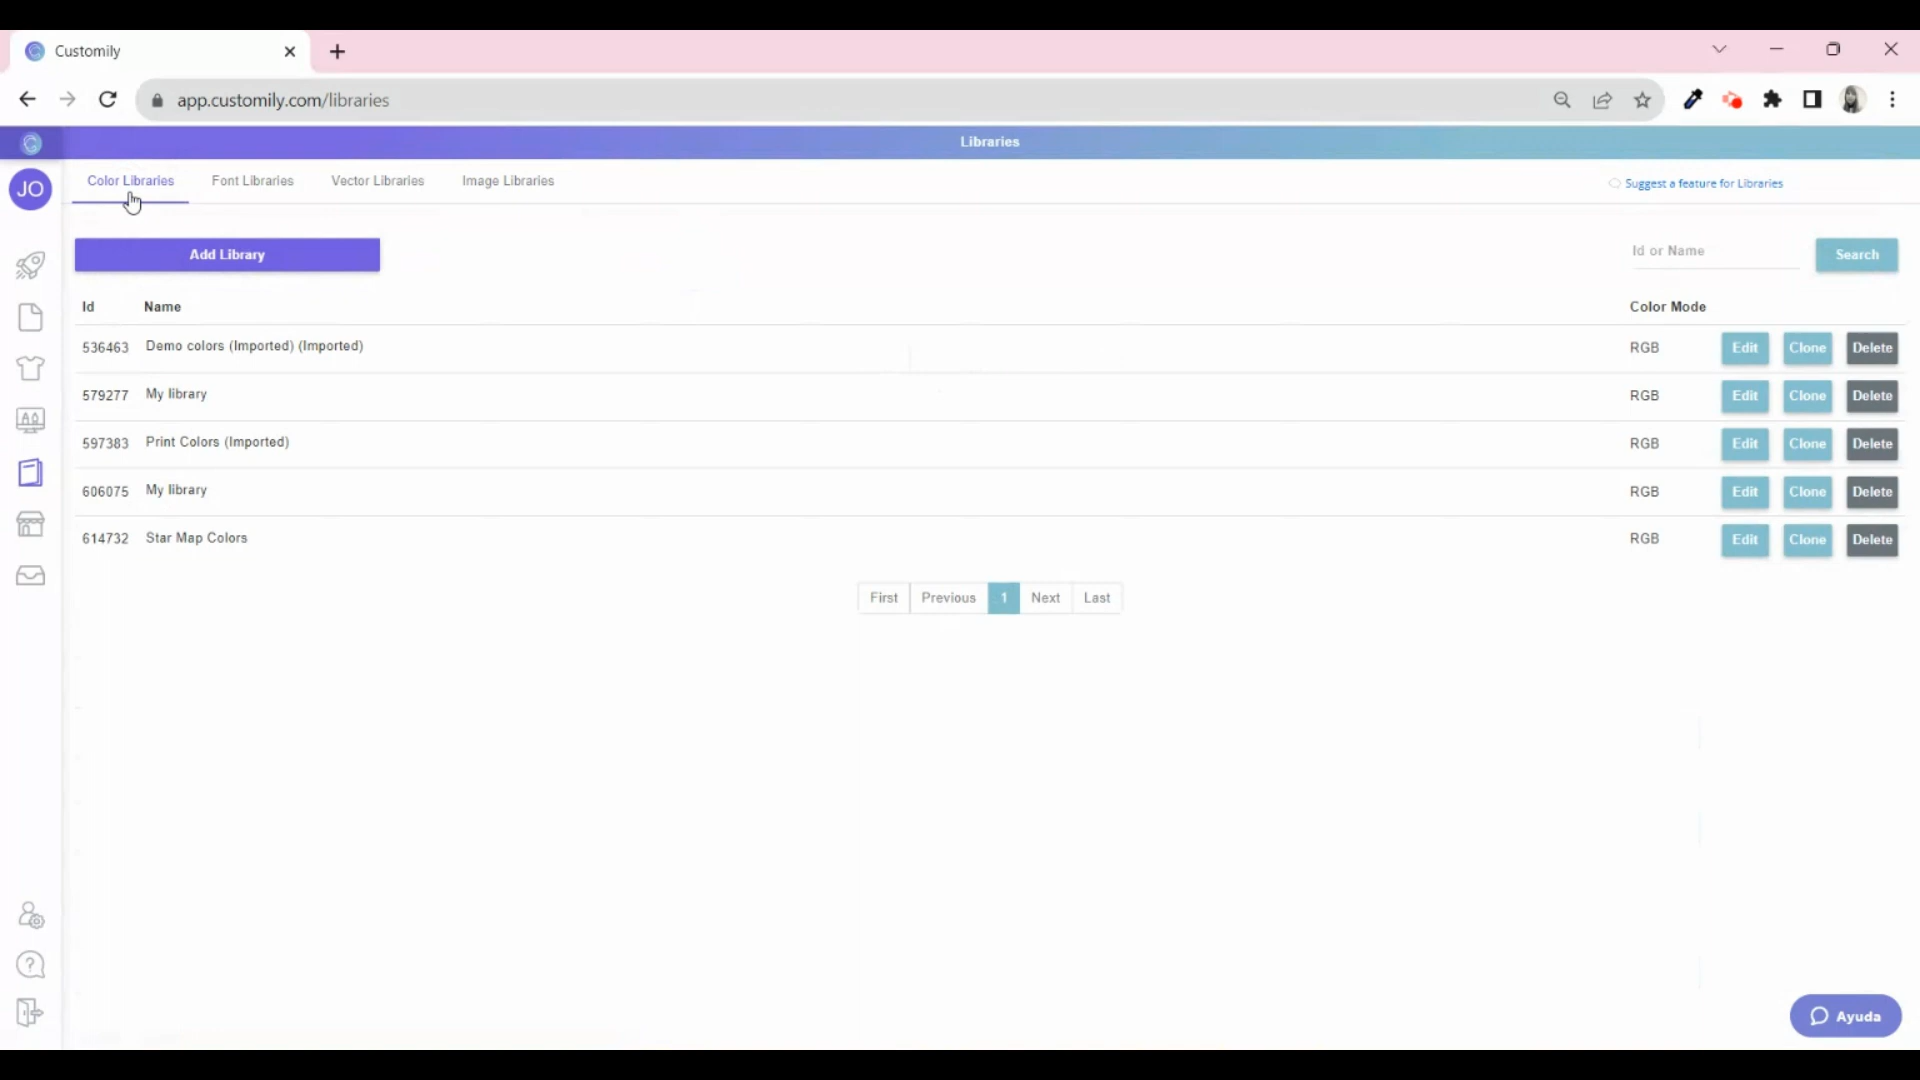 Customily
app.customily.com/libraries
Libraries
JO
Color Libraries Font Libraries Vector Libraries Image Libraries
Suggest a feature for Libraries
Add Library
Id or Name
Search
Id Name Color Mode
536463 Demo colors (Imported) (Imported) RGB Edit Clone Delete
579277 My library RGB Edit Clone Delete
597383 Print Colors (Imported) RGB Edit Clone Delete
606075 My library RGB Edit Clone Delete
614732 Star Map Colors RGB Edit Clone Delete
First Previous 1 Next Last
Ayuda